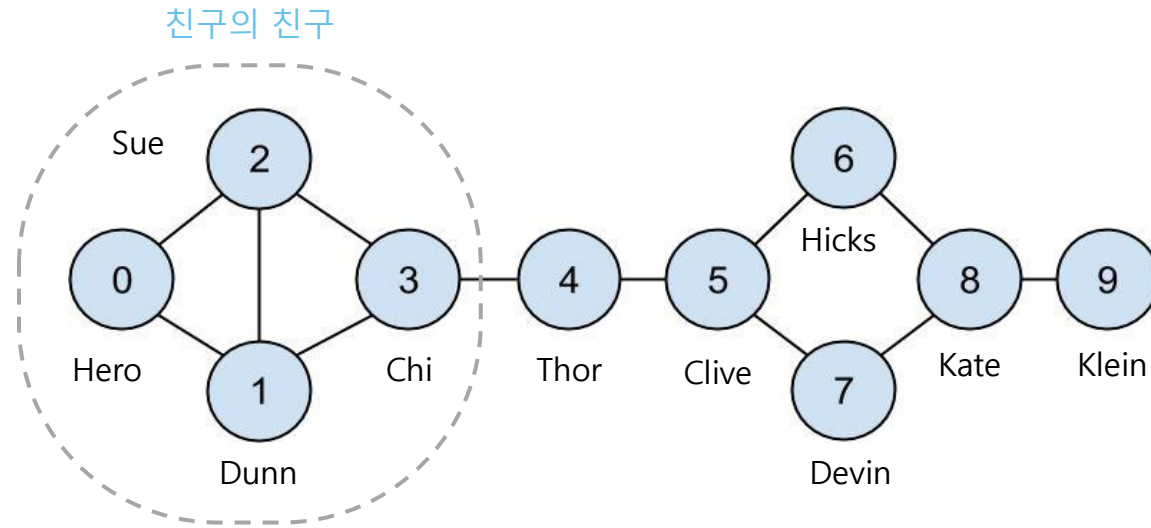 친구의 친구
Sue
2
6
Hicks
0
3
4
5
8
9
Hero
Chi
Thor
Clive
Kate
Klein
1
7
Dunn
Devin